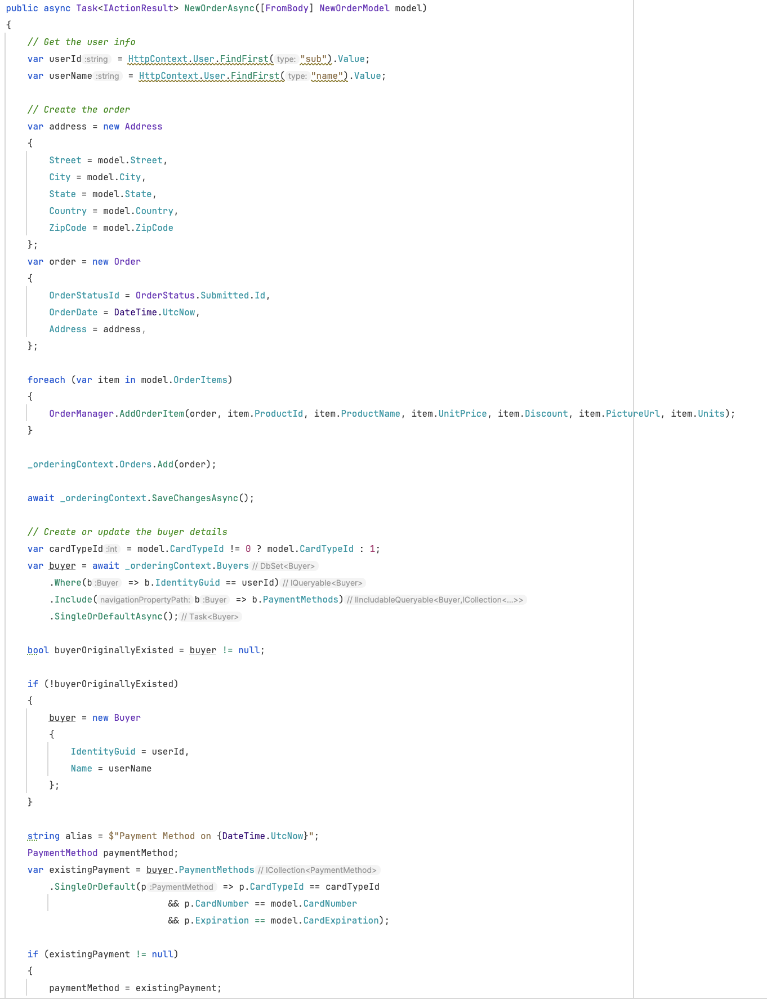 public async Task<IActionResult> NewOrderAsync([FromBody] NewOrderModel model)
{
// Get the user info
var userId :string = HttpContext.User.FindFirst( type: "sub").Value;
var userName :string = HttpContext.User.FindFirst( type: "name").Value;
// Create the order
var address = new Address
{
Street = model.Street,
City = model.City,
State = model.State,
Country = model.Country,
ZipCode = model.ZipCode
};
var order = new Order
{
OrderStatusId = OrderStatus.Submitted.Id,
OrderDate = DateTime.UtcNow,
Address = address,
};
foreach (var item in model.OrderItems)
{
OrderManager.AddOrderItem(order, item.ProductId, item.ProductName, item.UnitPrice, item.Discount, item.PictureUrl, item.Units);
}
_orderingContext.Orders.Add(order);
await _orderingContext.SaveChangesAsync();
// Create or update the buyer details
var cardTypeId :int = model.CardTypeId != 0 ? model.CardTypeId : 1;
var buyer = await _orderingContext.Buyers // DbSet<Buyer>
.Where(b :Buyer => b.IdentityGuid == userId) // IQueryable<Buyer>
.Include( navigationPropertyPath: b :Buyer => b.PaymentMethods) // IIncludableQueryable<Buyer,ICollection<...>>
.SingleOrDefaultAsync(); // Task<Buyer>
bool buyerOriginallyExisted = buyer != null;
if (!buyerOriginallyExisted)
{
buyer = new Buyer
{
IdentityGuid = userId,
Name = userName
};
}
string alias = $"Payment Method on {DateTime.UtcNow}";
PaymentMethod paymentMethod;
var existingPayment = buyer.PaymentMethods // ICollection<PaymentMethod>
.SingleOrDefault(p :PaymentMethod => p.CardTypeId == cardTypeId
&& p.CardNumber == model.CardNumber
&& p.Expiration == model.CardExpiration);
if (existingPayment != null)
{
paymentMethod = existingPayment;